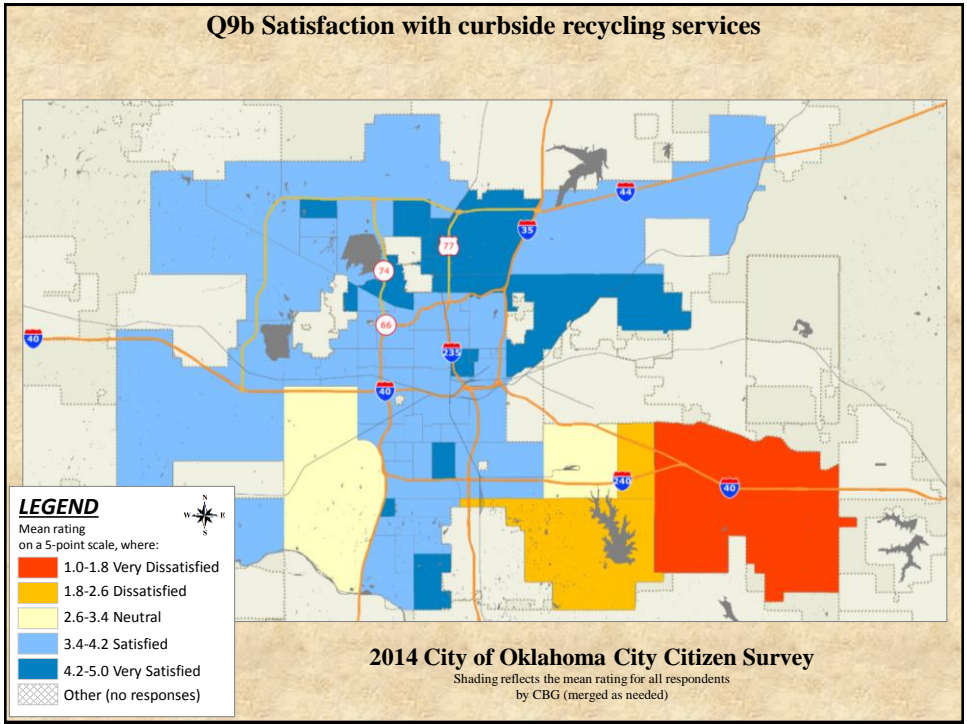 Q9b Satisfaction with curbside recycling services
44
35
77
74
66
40
235
40
240
40
LEGEND
N
W E
S
Mean rating
on a 5-point scale, where:
1.0-1.8 Very Dissatisfied
1.8-2.6 Dissatisfied
2.6-3.4 Neutral
3.4-4.2 Satisfied
4.2-5.0 Very Satisfied
Other (no responses)
2014 City of Oklahoma City Citizen Survey
Shading reflects the mean rating for all respondents
by CBG (merged as needed)